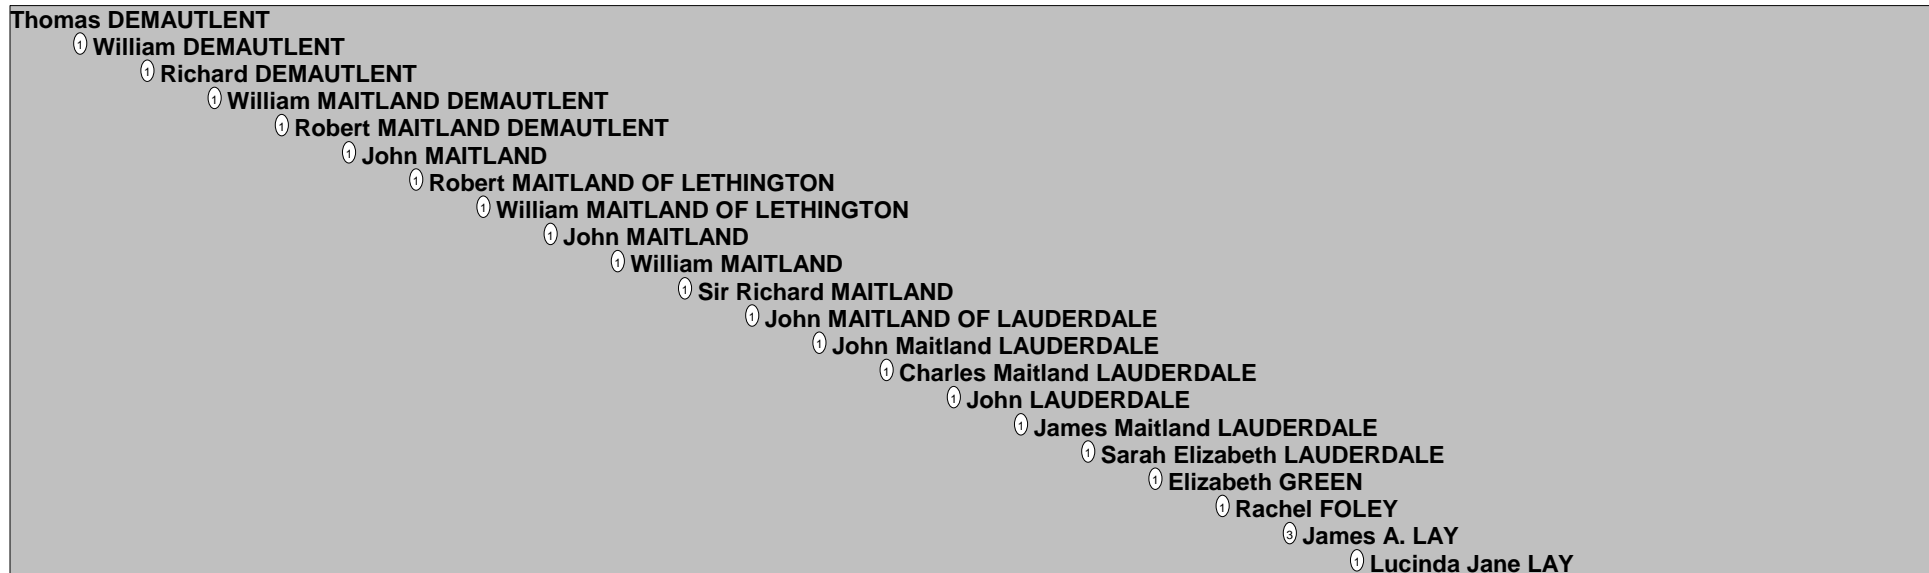 Thomas DEMAUTLENT
1 William DEMAUTLENT
1 Richard DEMAUTLENT
1 William MAITLAND DEMAUTLENT
1 Robert MAITLAND DEMAUTLENT
1 John MAITLAND
1 Robert MAITLAND OF LETHINGTON
1 William MAITLAND OF LETHINGTON
1 John MAITLAND
1 William MAITLAND
1 Sir Richard MAITLAND
1 John MAITLAND OF LAUDERDALE
1 John Maitland LAUDERDALE
1 Charles Maitland LAUDERDALE
1 John LAUDERDALE
1 James Maitland LAUDERDALE
1 Sarah Elizabeth LAUDERDALE
1 Elizabeth GREEN
1 Rachel FOLEY
3 James A. LAY
1 Lucinda Jane LAY